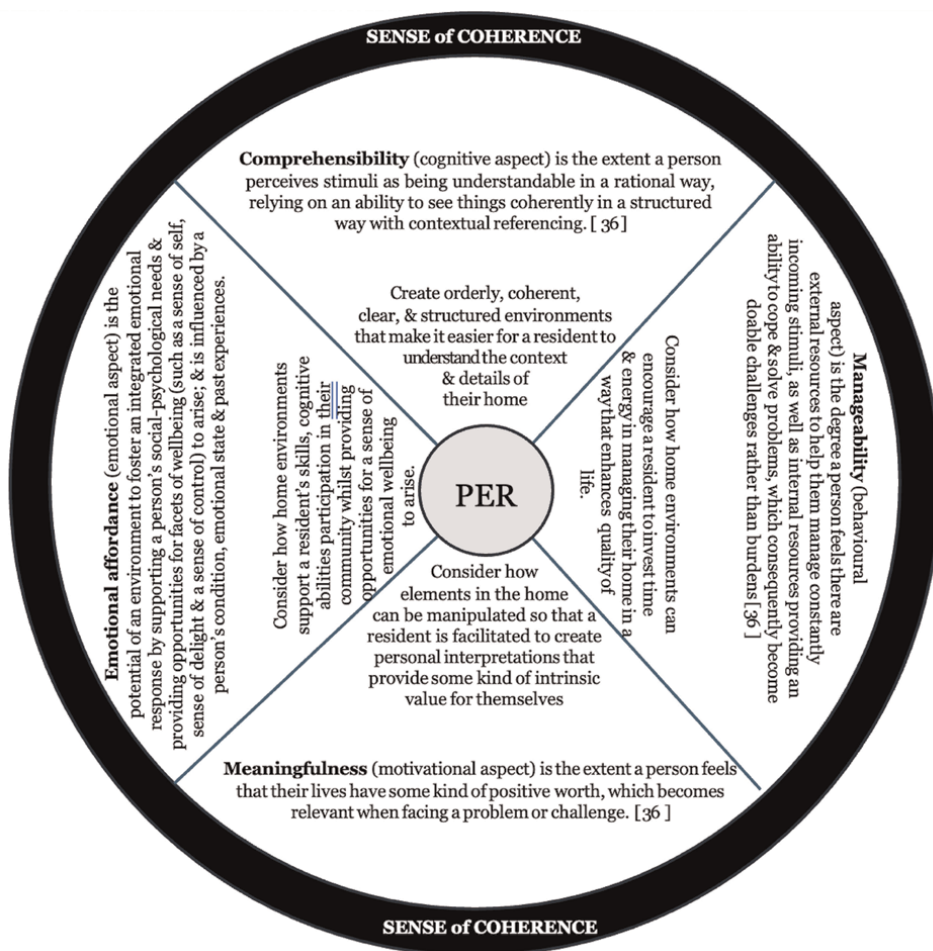 SENSE of COHERENCE
Comprehensibility (cognitive aspect) is the extent a person
perceives stimuli as being understandable in a rational way,
relying on an ability to see things coherently in a structured
way with contextual referencing. [ 36 ]
Create orderly, coherent,
clear, & structured environments
that make it easier for a resident to
understand the context
& details of
their home
Emotional affordance (emotional aspect) is the
potential of an environment to foster an integrated emotional
response by supporting a person's social-psychological needs &
providing opportunities for facets of wellbeing (such as a sense of self,
sense of delight & a sense of control) to arise; & is influenced by a
person's condition, emotional state & past experiences.
Consider how home environments
support a resident's skills, cognitive
abilities participation in their
community whilst providing
opportunities for a sense of
emotional wellbeing
to arise.
PER
Consider how home environments can
encourage a resident to invest time
& energy in managing their home in a
way that enhances quality of
life.
Manageability (behavioural
aspect) is the degree a person feels there are
external resources to help them manage constantly
incoming stimuli, as well as internal resources providing an
ability to cope & solve problems, which consequently become
doable challenges rather than burdens [36 ]
Consider how
elements in the home
can be manipulated so that a
resident is facilitated to create
personal interpretations that
provide some kind of intrinsic
value for themselves
Meaningfulness (motivational aspect) is the extent a person feels
that their lives have some kind of positive worth, which becomes
relevant when facing a problem or challenge. [36 ]
SENSE of COHERENCE